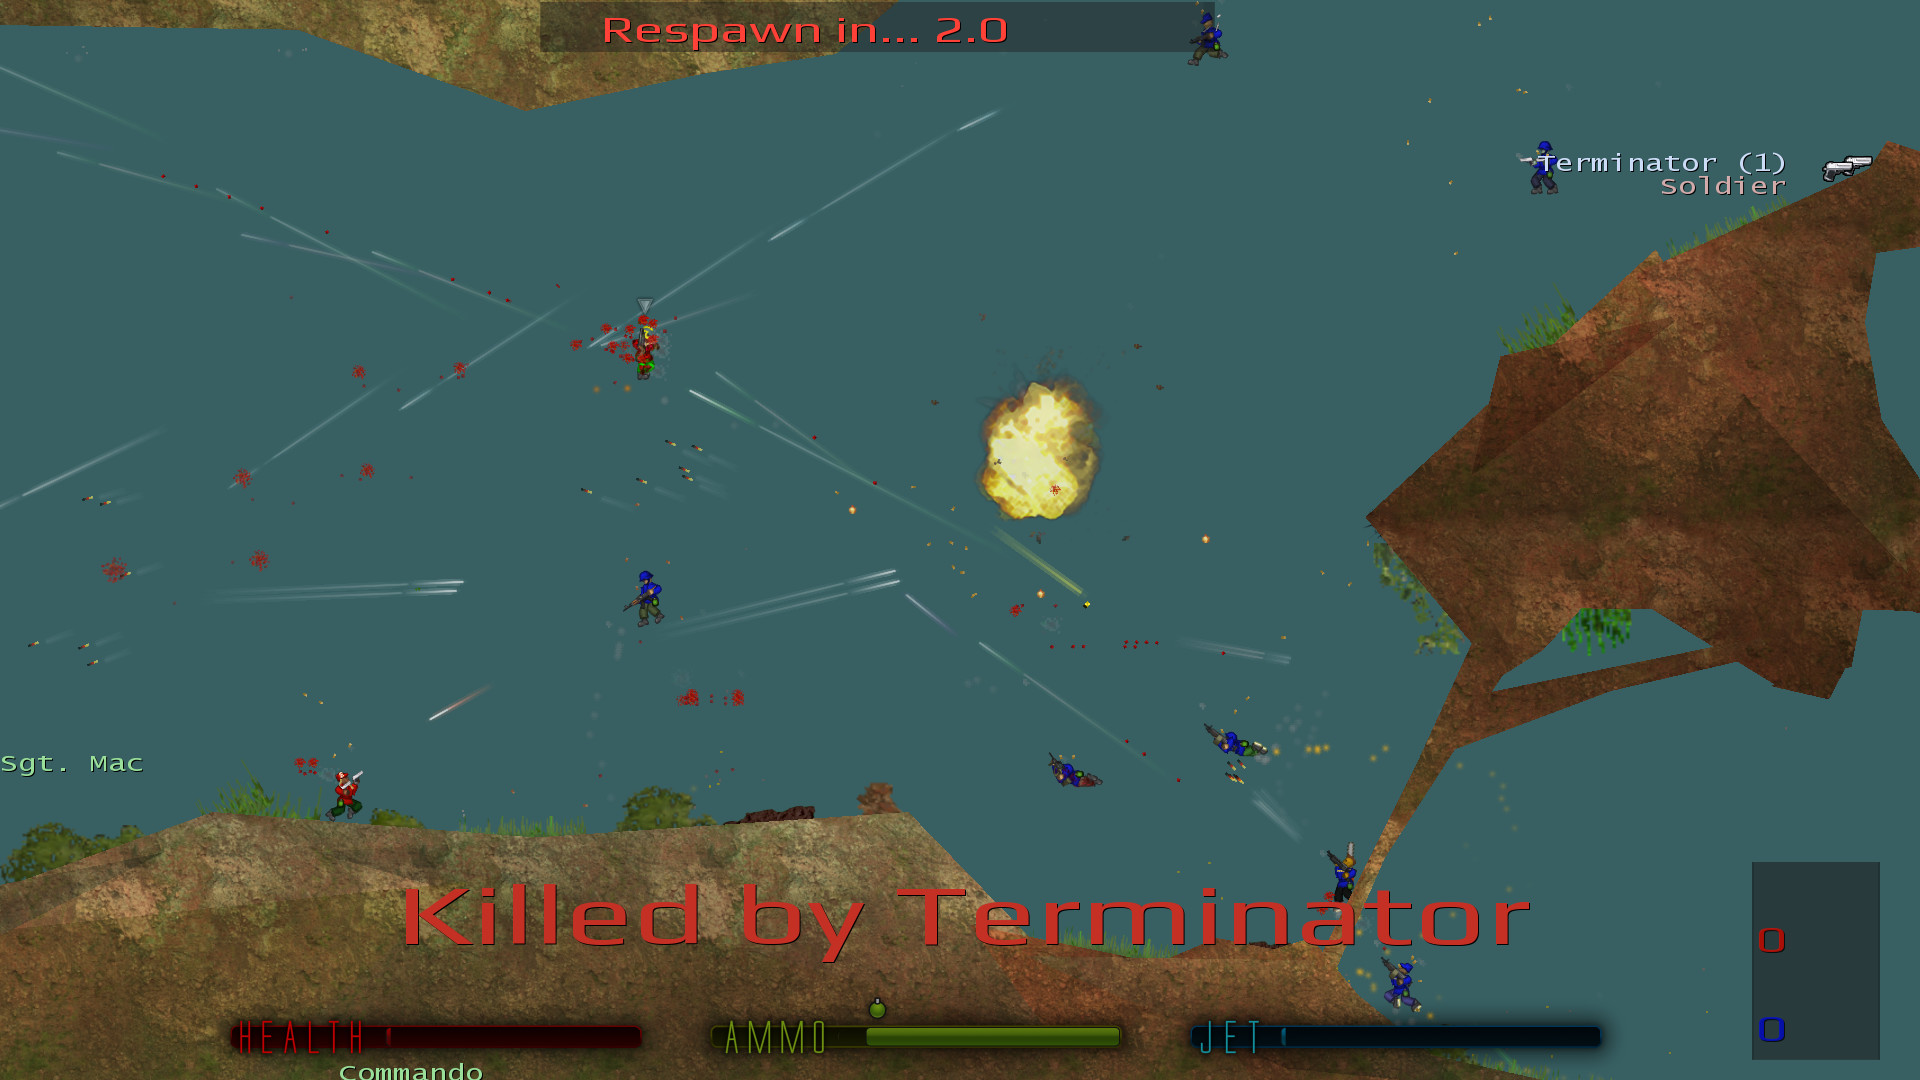 Respawn in... 2.0
Terminator (1)
Soldier
Sgt. Mac
Killed by Terminator
0
0
HEALTH
AMMO
JET
Commando